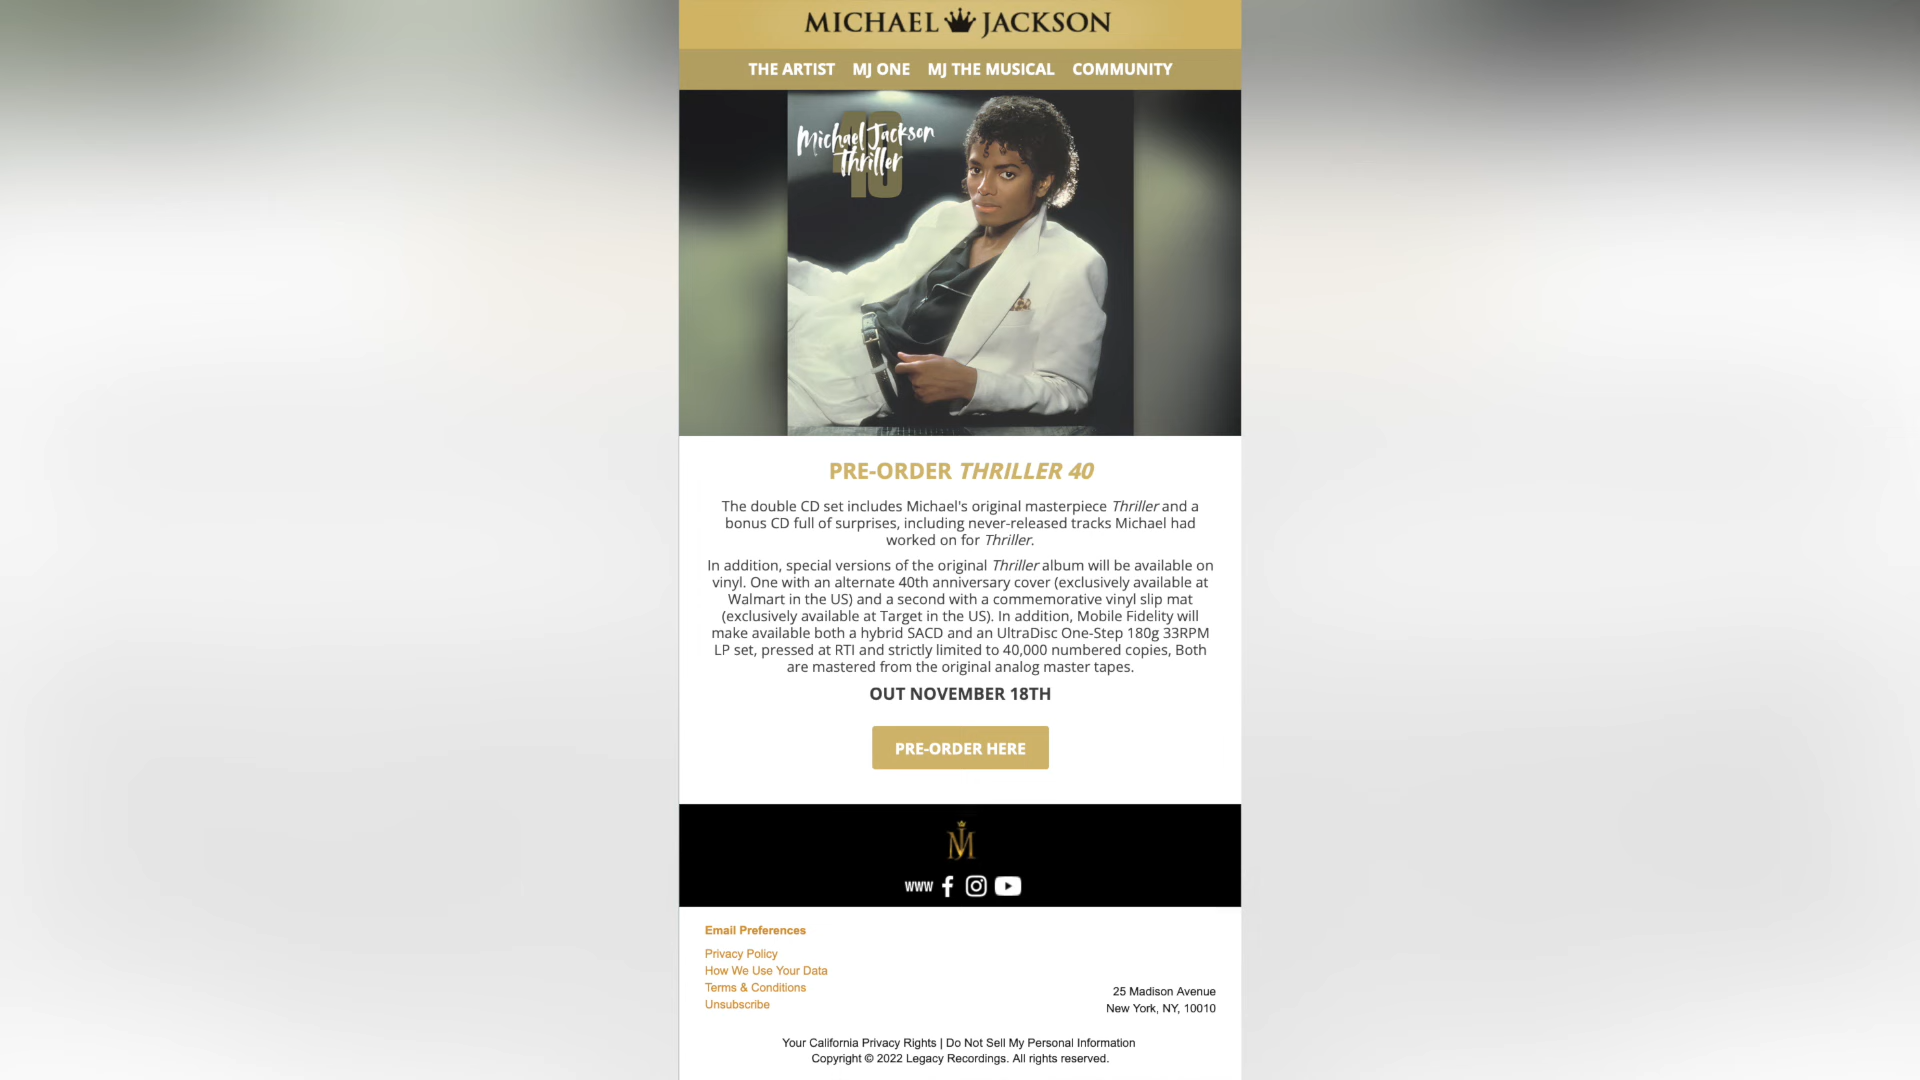 MICHAEL JACKSON
THE ARTIST MJ ONE MJ THE MUSICAL COMMUNITY
40
Michael Jackson
Thriller
PRE-ORDER THRILLER 40
The double CD set includes Michael's original masterpiece Thriller and a
bonus CD full of surprises, including never-released tracks Michael had
worked on for Thriller.
In addition, special versions of the original Thriller album will be available on
vinyl. One with an alternate 40th anniversary cover (exclusively available at
Walmart in the US) and a second with a commemorative vinyl slip mat
(exclusively available at Target in the US). In addition, Mobile Fidelity will
make available both a hybrid SACD and an UltraDisc One-Step 180g 33RPM
LP set, pressed at RTI and strictly limited to 40,000 numbered copies, Both
are mastered from the original analog master tapes.
OUT NOVEMBER 18TH
PRE-ORDER HERE
MJ
www
Email Preferences
Privacy Policy
How We Use Your Data
Terms & Conditions
Unsubscribe
25 Madison Avenue
New York, NY, 10010
Your California Privacy Rights | Do Not Sell My Personal Information
Copyright © 2022 Legacy Recordings. All rights reserved.